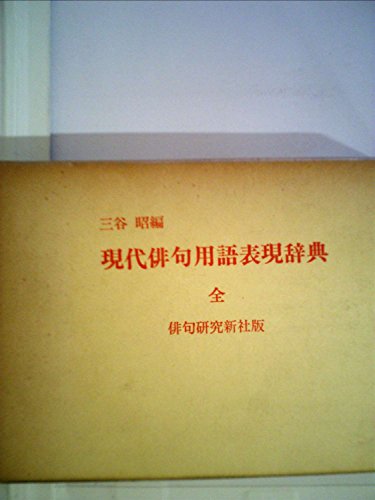 三谷 昭編
現代俳句用語表現辞典
全
俳句研究新社版